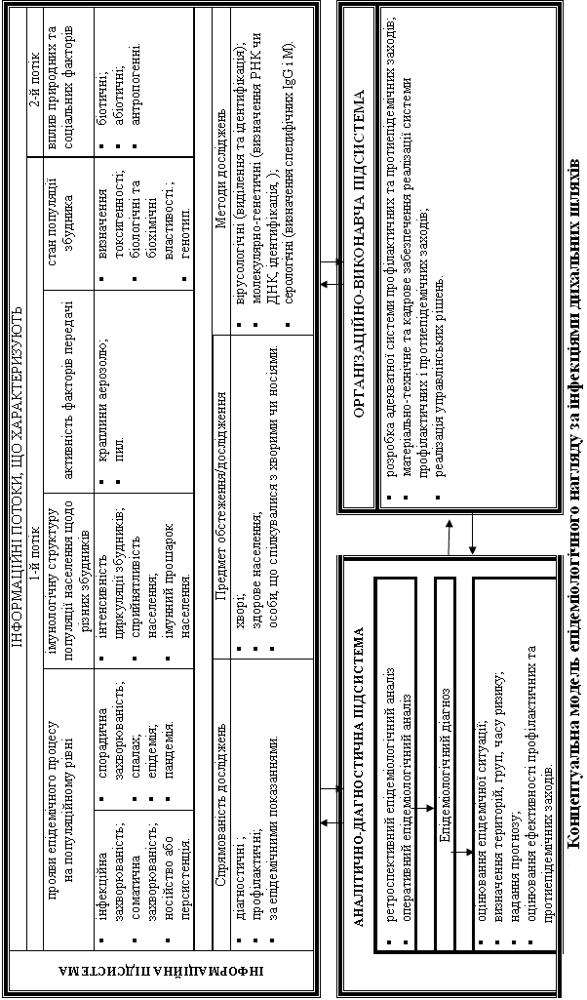 ІНФОРМАЦІЙНА ПІДСИСТЕМА
ІНФОРМАЦІЙНІ ПОТОКИ, ЩО ХАРАКТЕРИЗУЮТЬ
1-й потік
2-й потік
прояви епідемічного процесу
на популяційному рівні
імунологічну структуру
популяції населення щодо
різних збудників
активність факторів передачі
стан популяції
збудника
вплив природних та
соціальних факторів
▪ інфекційна
захворюваність;
▪ соматична
захворюваність;
▪ носійство або
персистенція.
▪ спорадична
захворюваність;
▪ спалах;
▪ епідемія;
▪ пандемія.
▪ інтенсивність
циркуляції збудників;
▪ сприйнятливість
населення;
▪ імунний прошарок
населення.
▪ краплини аерозолю;
▪ пил.
▪ визначення
токсигенності;
▪ біологічні та
біохімічні
властивості.;
▪ генотип.
▪ біотичні;
▪ абіотичні;
▪ антропогенні
Спрямованість досліджень
Предмет обстеження/дослідження
Методи досліджень
▪ діагностичні ;
▪ профілактичні;
▪ за епідемічними показаннями.
▪ хворі;
▪ здорове населення;
▪ особи, що спілкувалися з хворими чи носіями.
▪ вірусологічні (виділення та ідентифікація);
▪ молекулярно-генетичні (визначення РНК чи
ДНК, ідентифікація, );
▪ серологічні (визначення специфічних IgG і М).
АНАЛІТИЧНО-ДІАГНОСТИЧНА ПІДСИСТЕМА
▪ ретроспективний епідеміологічний аналіз
▪ оперативний епідеміологічний аналіз
Епідеміологічний діагноз
▪ оцінювання епідемічної ситуації;
▪ визначення територій, груп, часу ризику;
▪ надання прогнозу;
▪ оцінювання ефективності профілактичних та
протиепідемічних заходів.
ОРГАНІЗАЦІЙНО-ВИКОНАВЧА ПІДСИСТЕМА
▪ розробка адекватної системи профілактичних та протиепідемічних заходів;
▪ матеріально-технічне та кадрове забезпечення реалізації системи
профілактичних і протиепідемічних заходів;
▪ реалізація управлінських рішень.
Концептуальна модель епідеміологічного нагляду за інфекціями дихальних шляхів